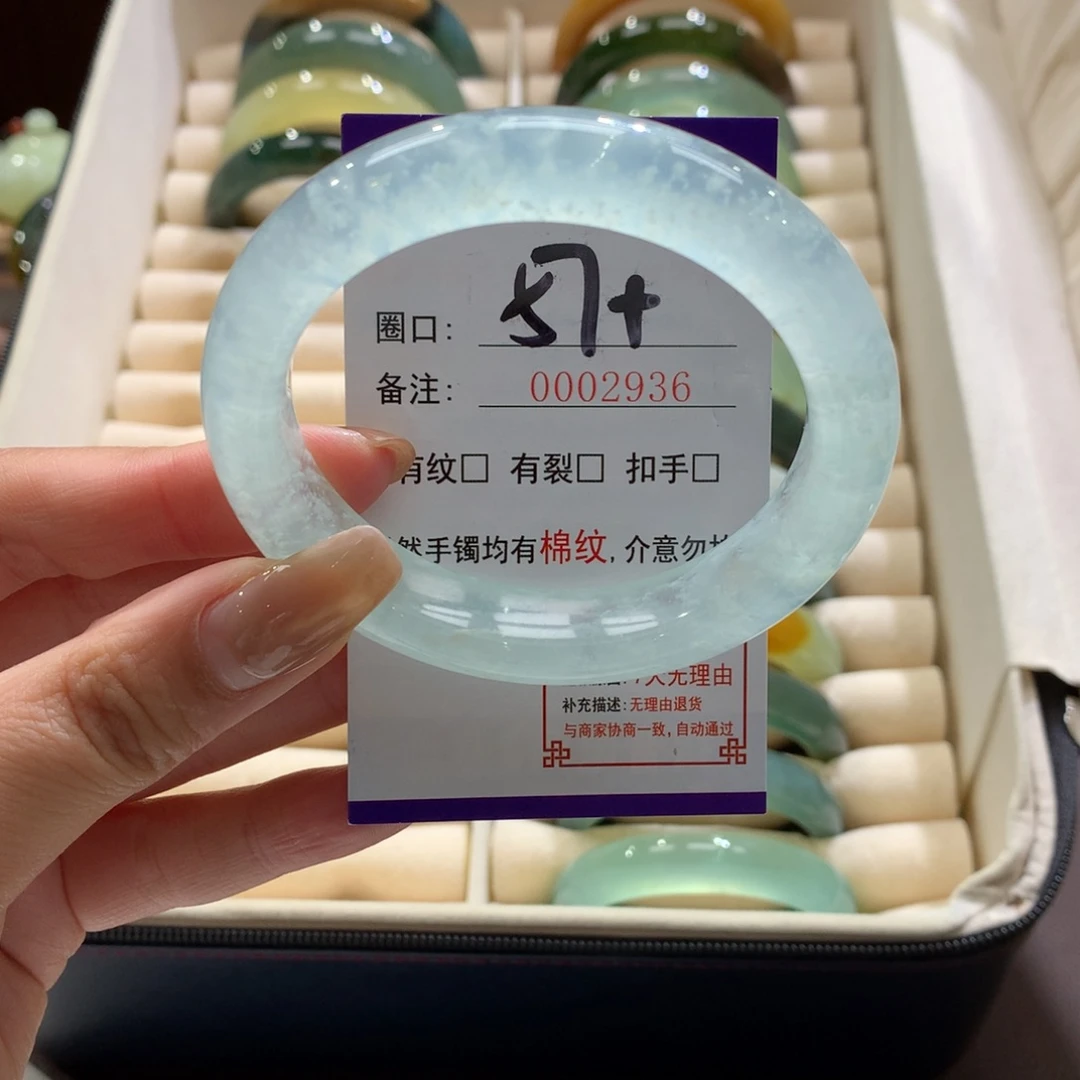 圈口: 57+
备注: 0002936
有纹□ 有裂□ 扣手□
然手镯均有棉纹, 介意勿
天无理由
补充描述: 无理由退货
与商家协商一致, 自动通过